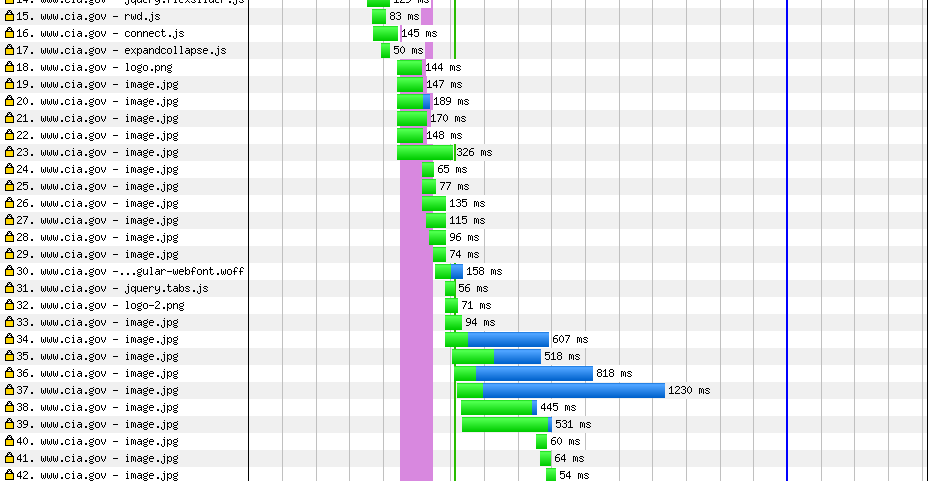 14. www.cia.gov - jquery.flexslider.js 129 ms
15. www.cia.gov - rwd.js 83 ms
16. www.cia.gov - connect.js 145 ms
17. www.cia.gov - expandcollapse.js 50 ms
18. www.cia.gov - logo.png 144 ms
19. www.cia.gov - image.jpg 147 ms
20. www.cia.gov - image.jpg 189 ms
21. www.cia.gov - image.jpg 170 ms
22. www.cia.gov - image.jpg 148 ms
23. www.cia.gov - image.jpg 326 ms
24. www.cia.gov - image.jpg 65 ms
25. www.cia.gov - image.jpg 77 ms
26. www.cia.gov - image.jpg 135 ms
27. www.cia.gov - image.jpg 115 ms
28. www.cia.gov - image.jpg 96 ms
29. www.cia.gov - image.jpg 74 ms
30. www.cia.gov -...gular-webfont.woff 158 ms
31. www.cia.gov - jquery.tabs.js 56 ms
32. www.cia.gov - logo-2.png 71 ms
33. www.cia.gov - image.jpg 94 ms
34. www.cia.gov - image.jpg 607 ms
35. www.cia.gov - image.jpg 518 ms
36. www.cia.gov - image.jpg 818 ms
37. www.cia.gov - image.jpg 1230 ms
38. www.cia.gov - image.jpg 445 ms
39. www.cia.gov - image.jpg 531 ms
40. www.cia.gov - image.jpg 60 ms
41. www.cia.gov - image.jpg 64 ms
42. www.cia.gov - image.jpg 54 ms